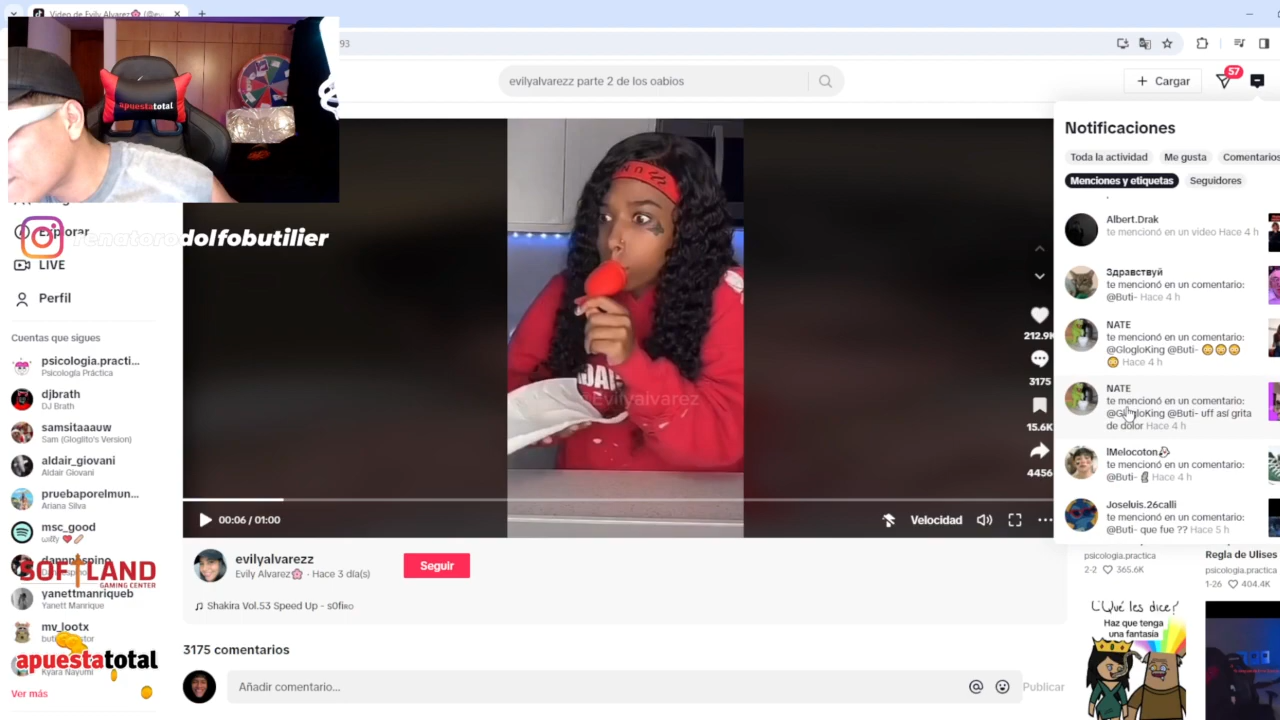 Video de Evily Alvarez🌸 (@ev
93
evilyalvarezz parte 2 de los oabios
Cargar
57
apuestatotal
Notificaciones
Toda la actividad Me gusta Comentarios
Menciones y etiquetas Seguidores
Albert.Drak
te mencionó en un video Hace 4 h
Здравствуй
te mencionó en un comentario:
@Buti- Hace 4 h
NATE
te mencionó en un comentario:
@GlogloKing @Buti- 😳😳😳
😳 Hace 4 h
NATE
te mencionó en un comentario:
@GlogloKing @Buti- uff así grita
de dolor Hace 4 h
IMelocoton
te mencionó en un comentario:
@Buti- 🗿 Hace 4 h
Joseluis.26calli
te mencionó en un comentario:
@Buti- que fue ?? Hace 5 h
Explorar
renatorodolfobutilier
LIVE
Perfil
Cuentas que sigues
psicologia.practi...
Psicología Práctica
djbrath
DJ Brath
samsitaaauw
Sam (Gloglito's Version)
aldair_giovani
Aldair Giovani
pruebaporelmun...
Ariana Silva
msc_good
dannnespino
SOFTLAND
GAMING CENTER
yanettmanriqueb
Yanett Manrique
mv_lootx
apuestatotal
Kyara Nayumi
Ver más
@Evilyalvarez
212.9K
3175
15.6K
4456
00:06 / 01:00
Velocidad
evilyalvarezz
Evily Alvarez🌸 · Hace 3 día(s)
Seguir
♫ Shakira Vol.53 Speed Up - s0fiʀᴏ
3175 comentarios
Añadir comentario...
Publicar
psicologia.practica
2-2 365.6K
Regla de Ulises
psicologia.practica
1-26 404.4K
¿Qué les dice?
Haz que tenga
una fantasía